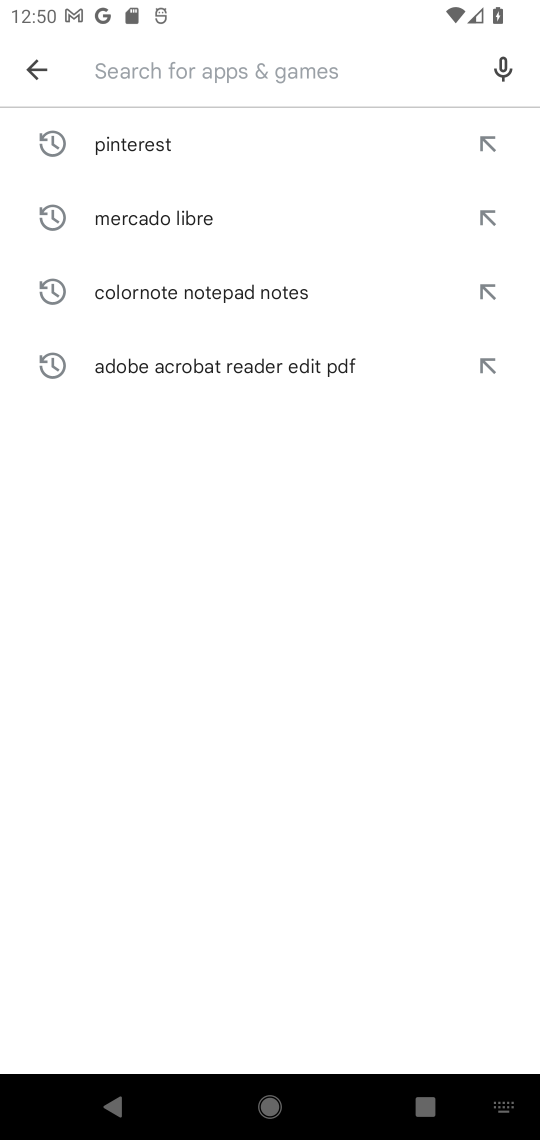 12:50
Search for apps & games
pinterest
mercado libre
colornote notepad notes
adobe acrobat reader edit pdf